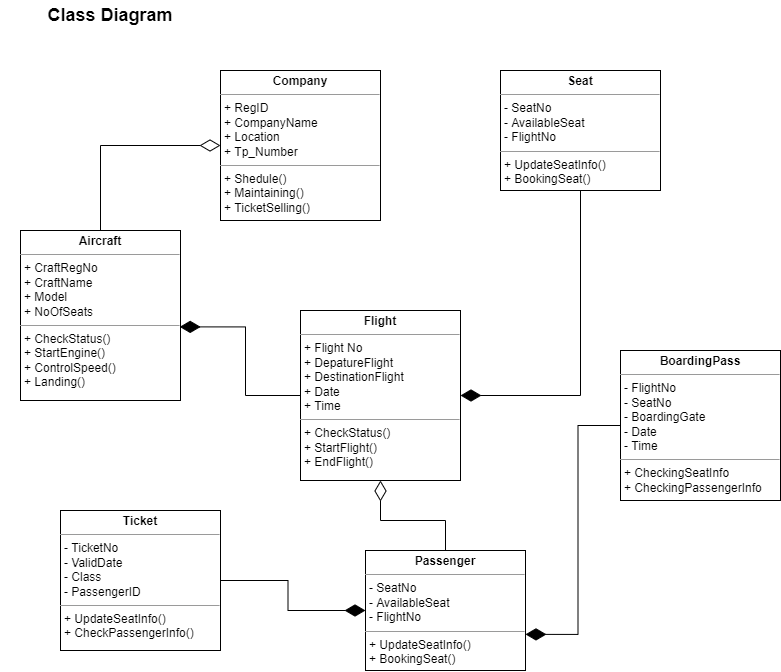 Class Diagram
Company
+ RegID
+ CompanyName
+ Location
+ Tp_Number
+ Shedule()
+ Maintaining()
+ TicketSelling()
Seat
- SeatNo
- AvailableSeat
- FlightNo
+ UpdateSeatInfo()
+ BookingSeat()
Aircraft
+ CraftRegNo
+ CraftName
+ Model
+ NoOfSeats
+ CheckStatus()
+ StartEngine()
+ ControlSpeed()
+ Landing()
Flight
+ Flight No
+ DepatureFlight
+ DestinationFlight
+ Date
+ Time
+ CheckStatus()
+ StartFlight()
+ EndFlight()
BoardingPass
- FlightNo
- SeatNo
- BoardingGate
- Date
- Time
+ CheckingSeatInfo
+ CheckingPassengerInfo
Ticket
- TicketNo
- ValidDate
- Class
- PassengerID
+ UpdateSeatInfo()
+ CheckPassengerInfo()
Passenger
- SeatNo
- AvailableSeat
- FlightNo
+ UpdateSeatInfo()
+ BookingSeat()